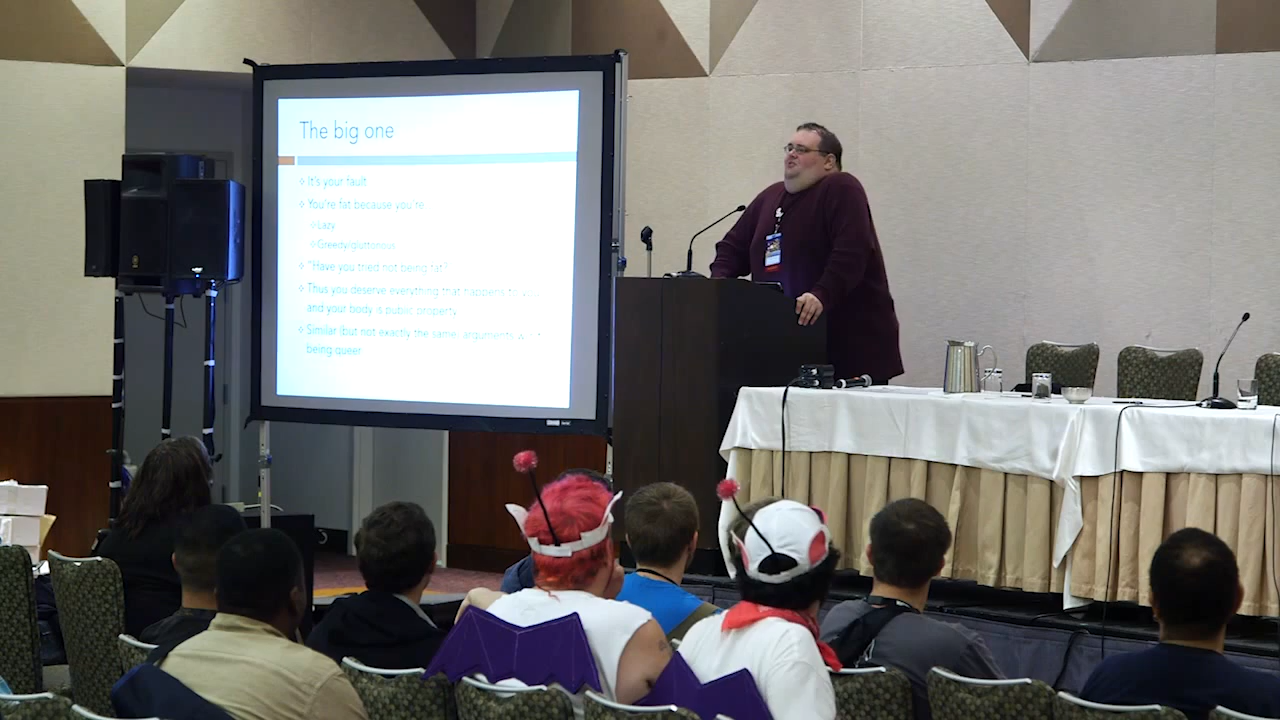 The big one
It's your fault
You're fat because you're
Lazy
Greedy/gluttonous
"Have you tried not being fat?
Thus you deserve everything that happens to you
and your body is public property
Similar (but not exactly the same) arguments
being queer